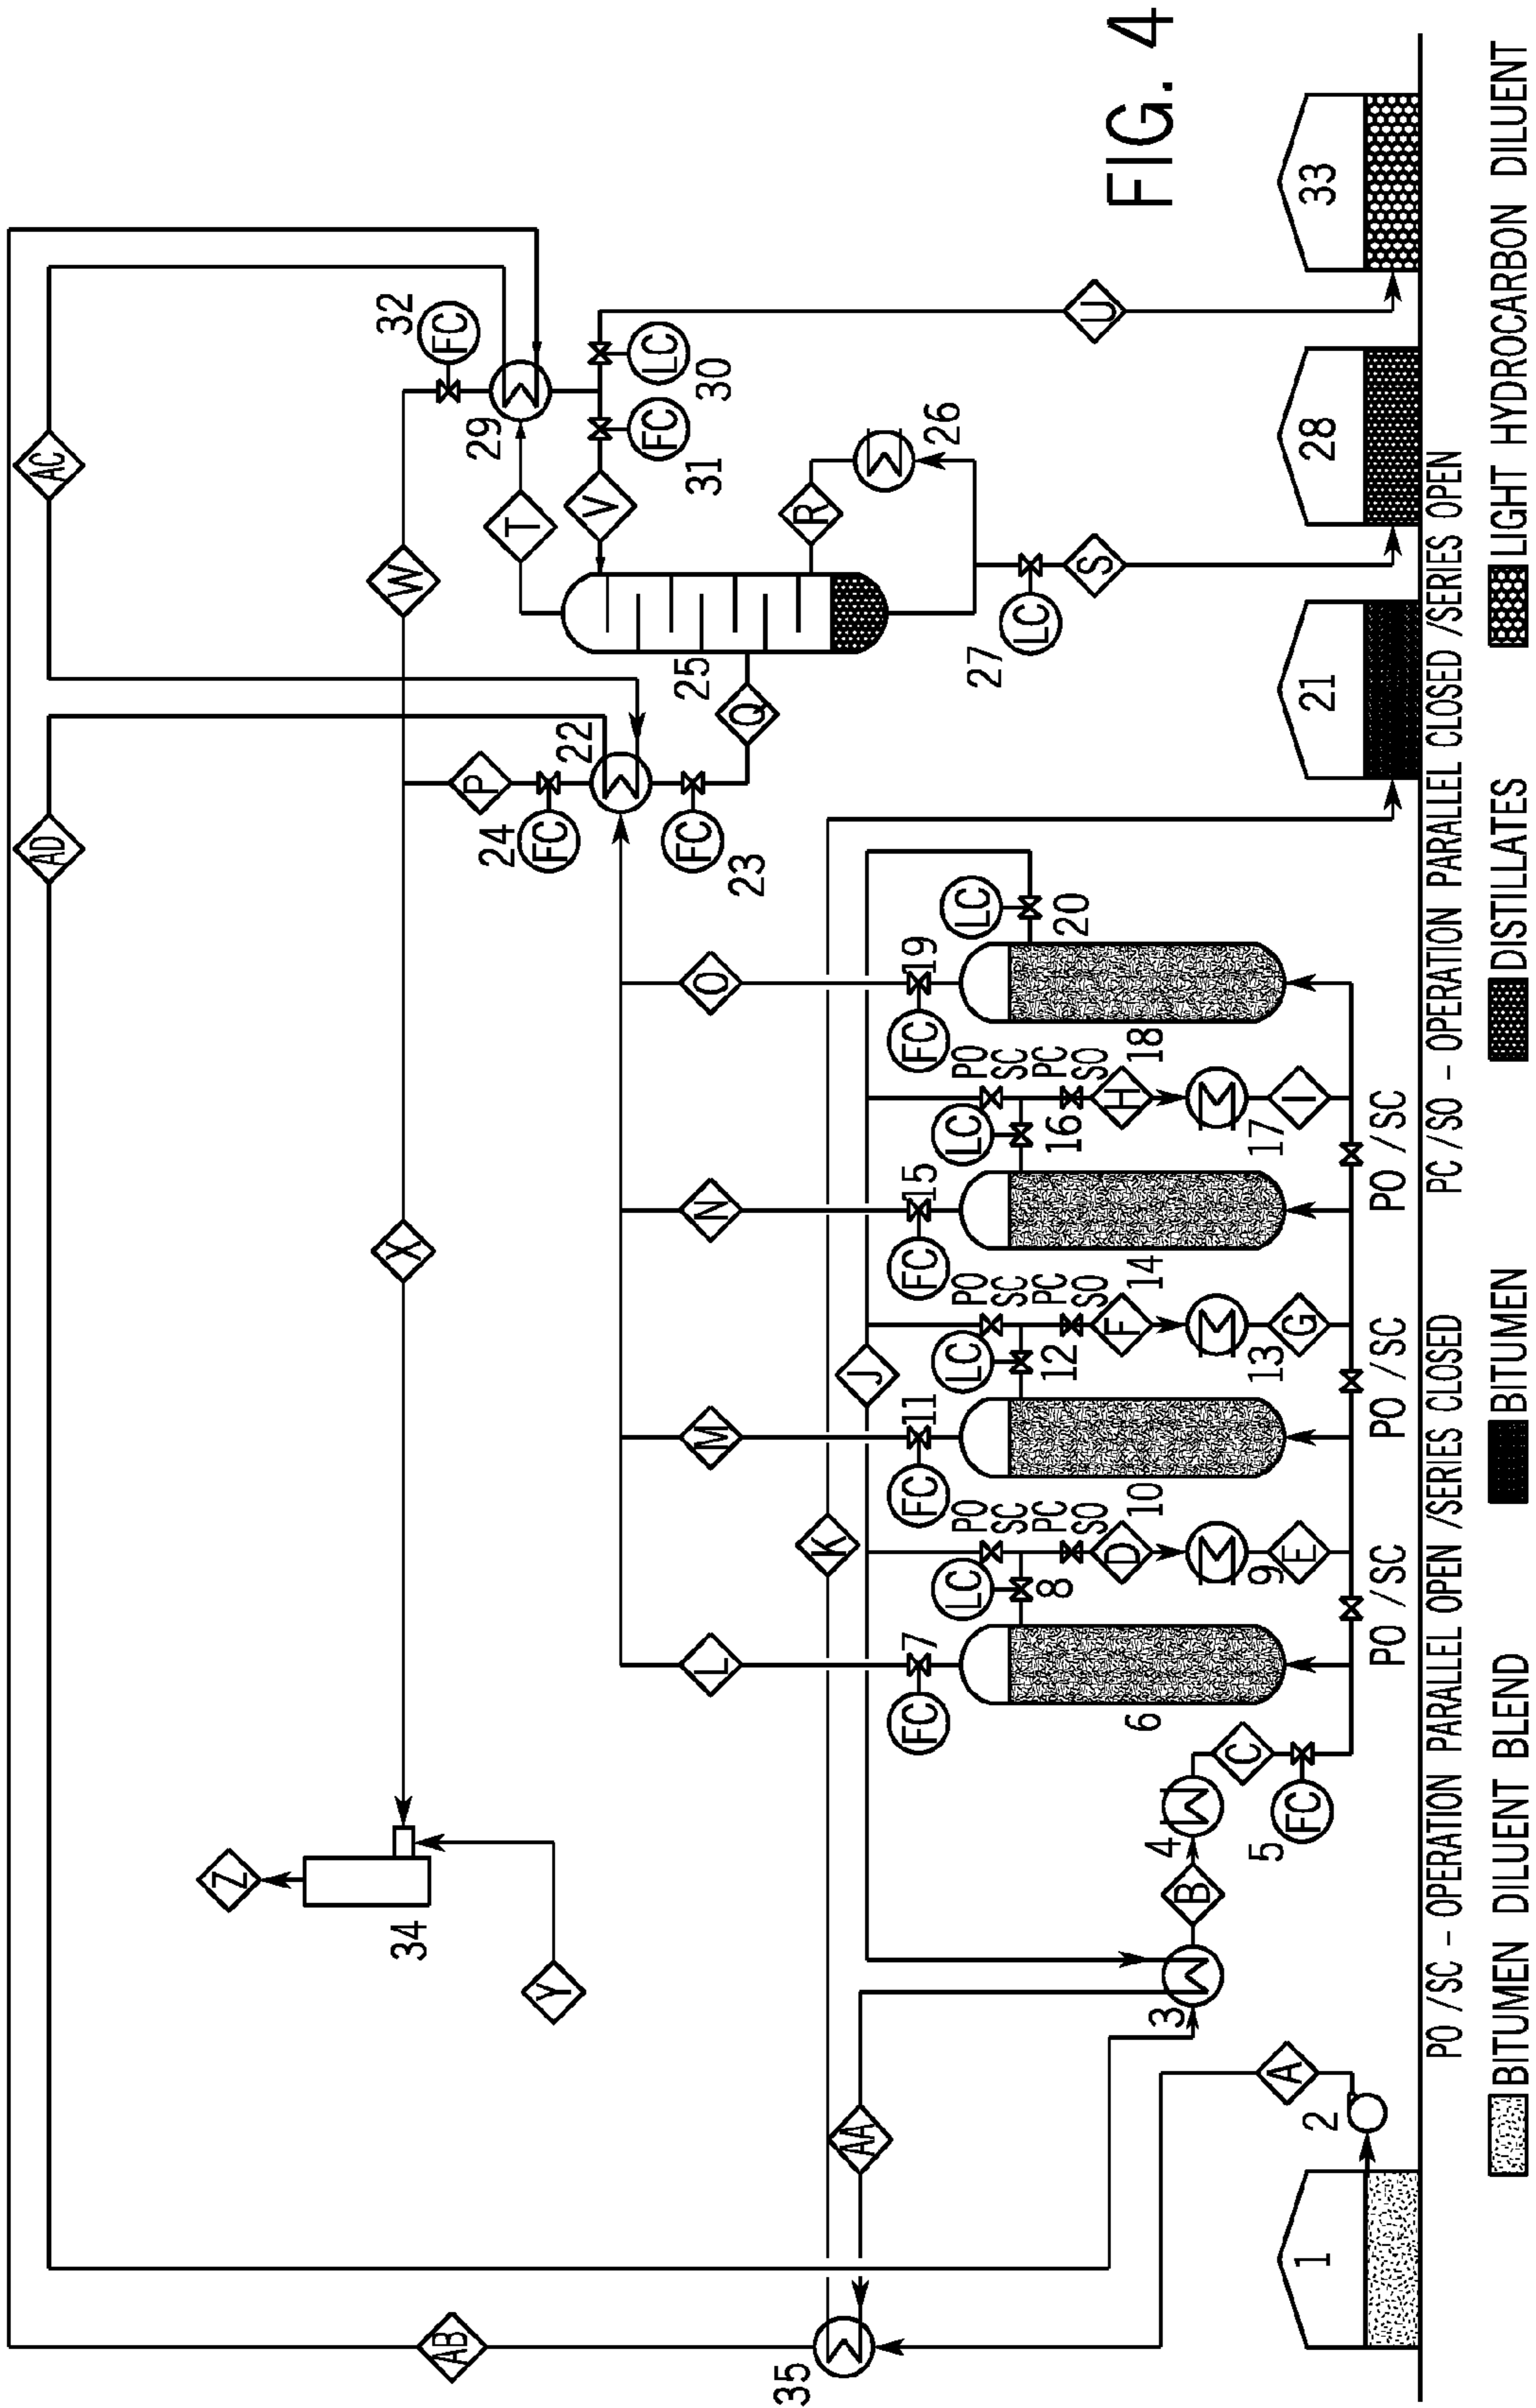 AC
AD
Z
34
X
W
32
FC
AB
P
24
FC
22
29
T
Y
V
FC
31
LC
30
FC
23
25
Q
L
M
N
O
35
K
R
26
AA
J
FC
7
FC
11
FC
15
FC
19
LC
8
PO
SC
LC
12
PO
SC
LC
16
PO
SC
LC
20
27
LC
PC
SO
PC
SO
PC
SO
S
U
FIG. 4
3
B
4
6
D
10
F
14
H
18
C
5
FC
9
E
13
G
17
I
A
2
1
21
28
33
PO /SC
PO /SC
PO /SC
PO /SC – OPERATION PARALLEL OPEN /SERIES CLOSED
PC /SO – OPERATION PARALLEL CLOSED /SERIES OPEN
BITUMEN DILUENT BLEND
BITUMEN
DISTILLATES
LIGHT HYDROCARBON DILUENT